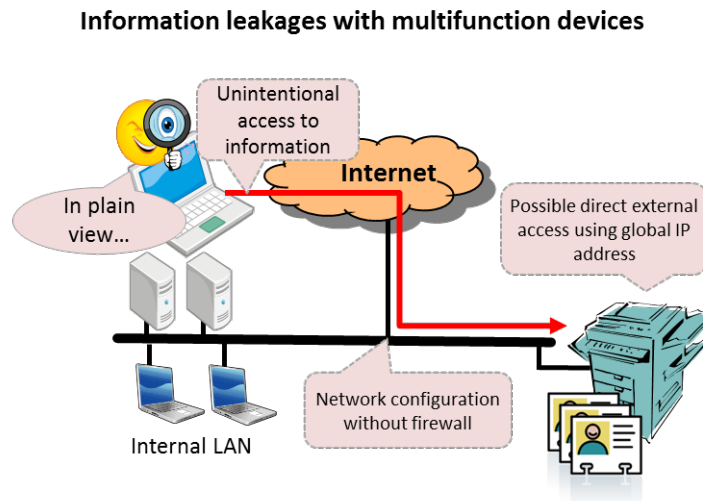 Information leakages with multifunction devices
Unintentional
access to
information
Internet
In plain
view...
Possible direct external
access using global IP
address
Network configuration
without firewall
Internal LAN